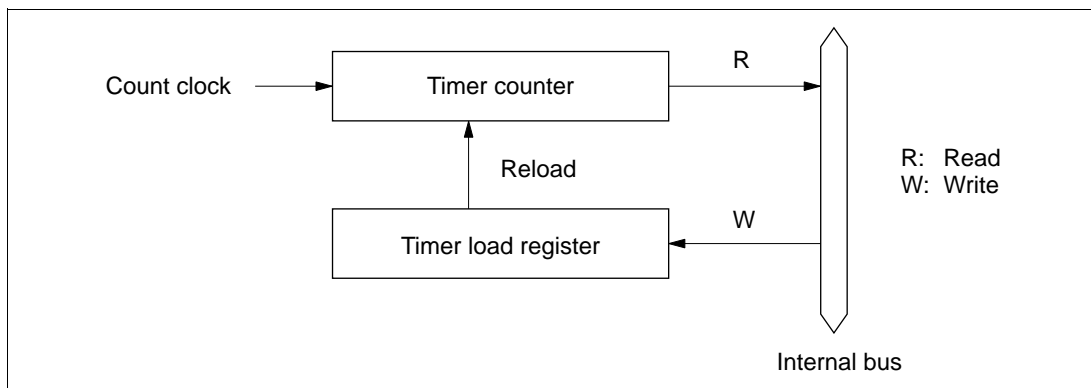 Count clock
Timer counter
R
Reload
R: Read
W: Write
Timer load register
W
Internal bus